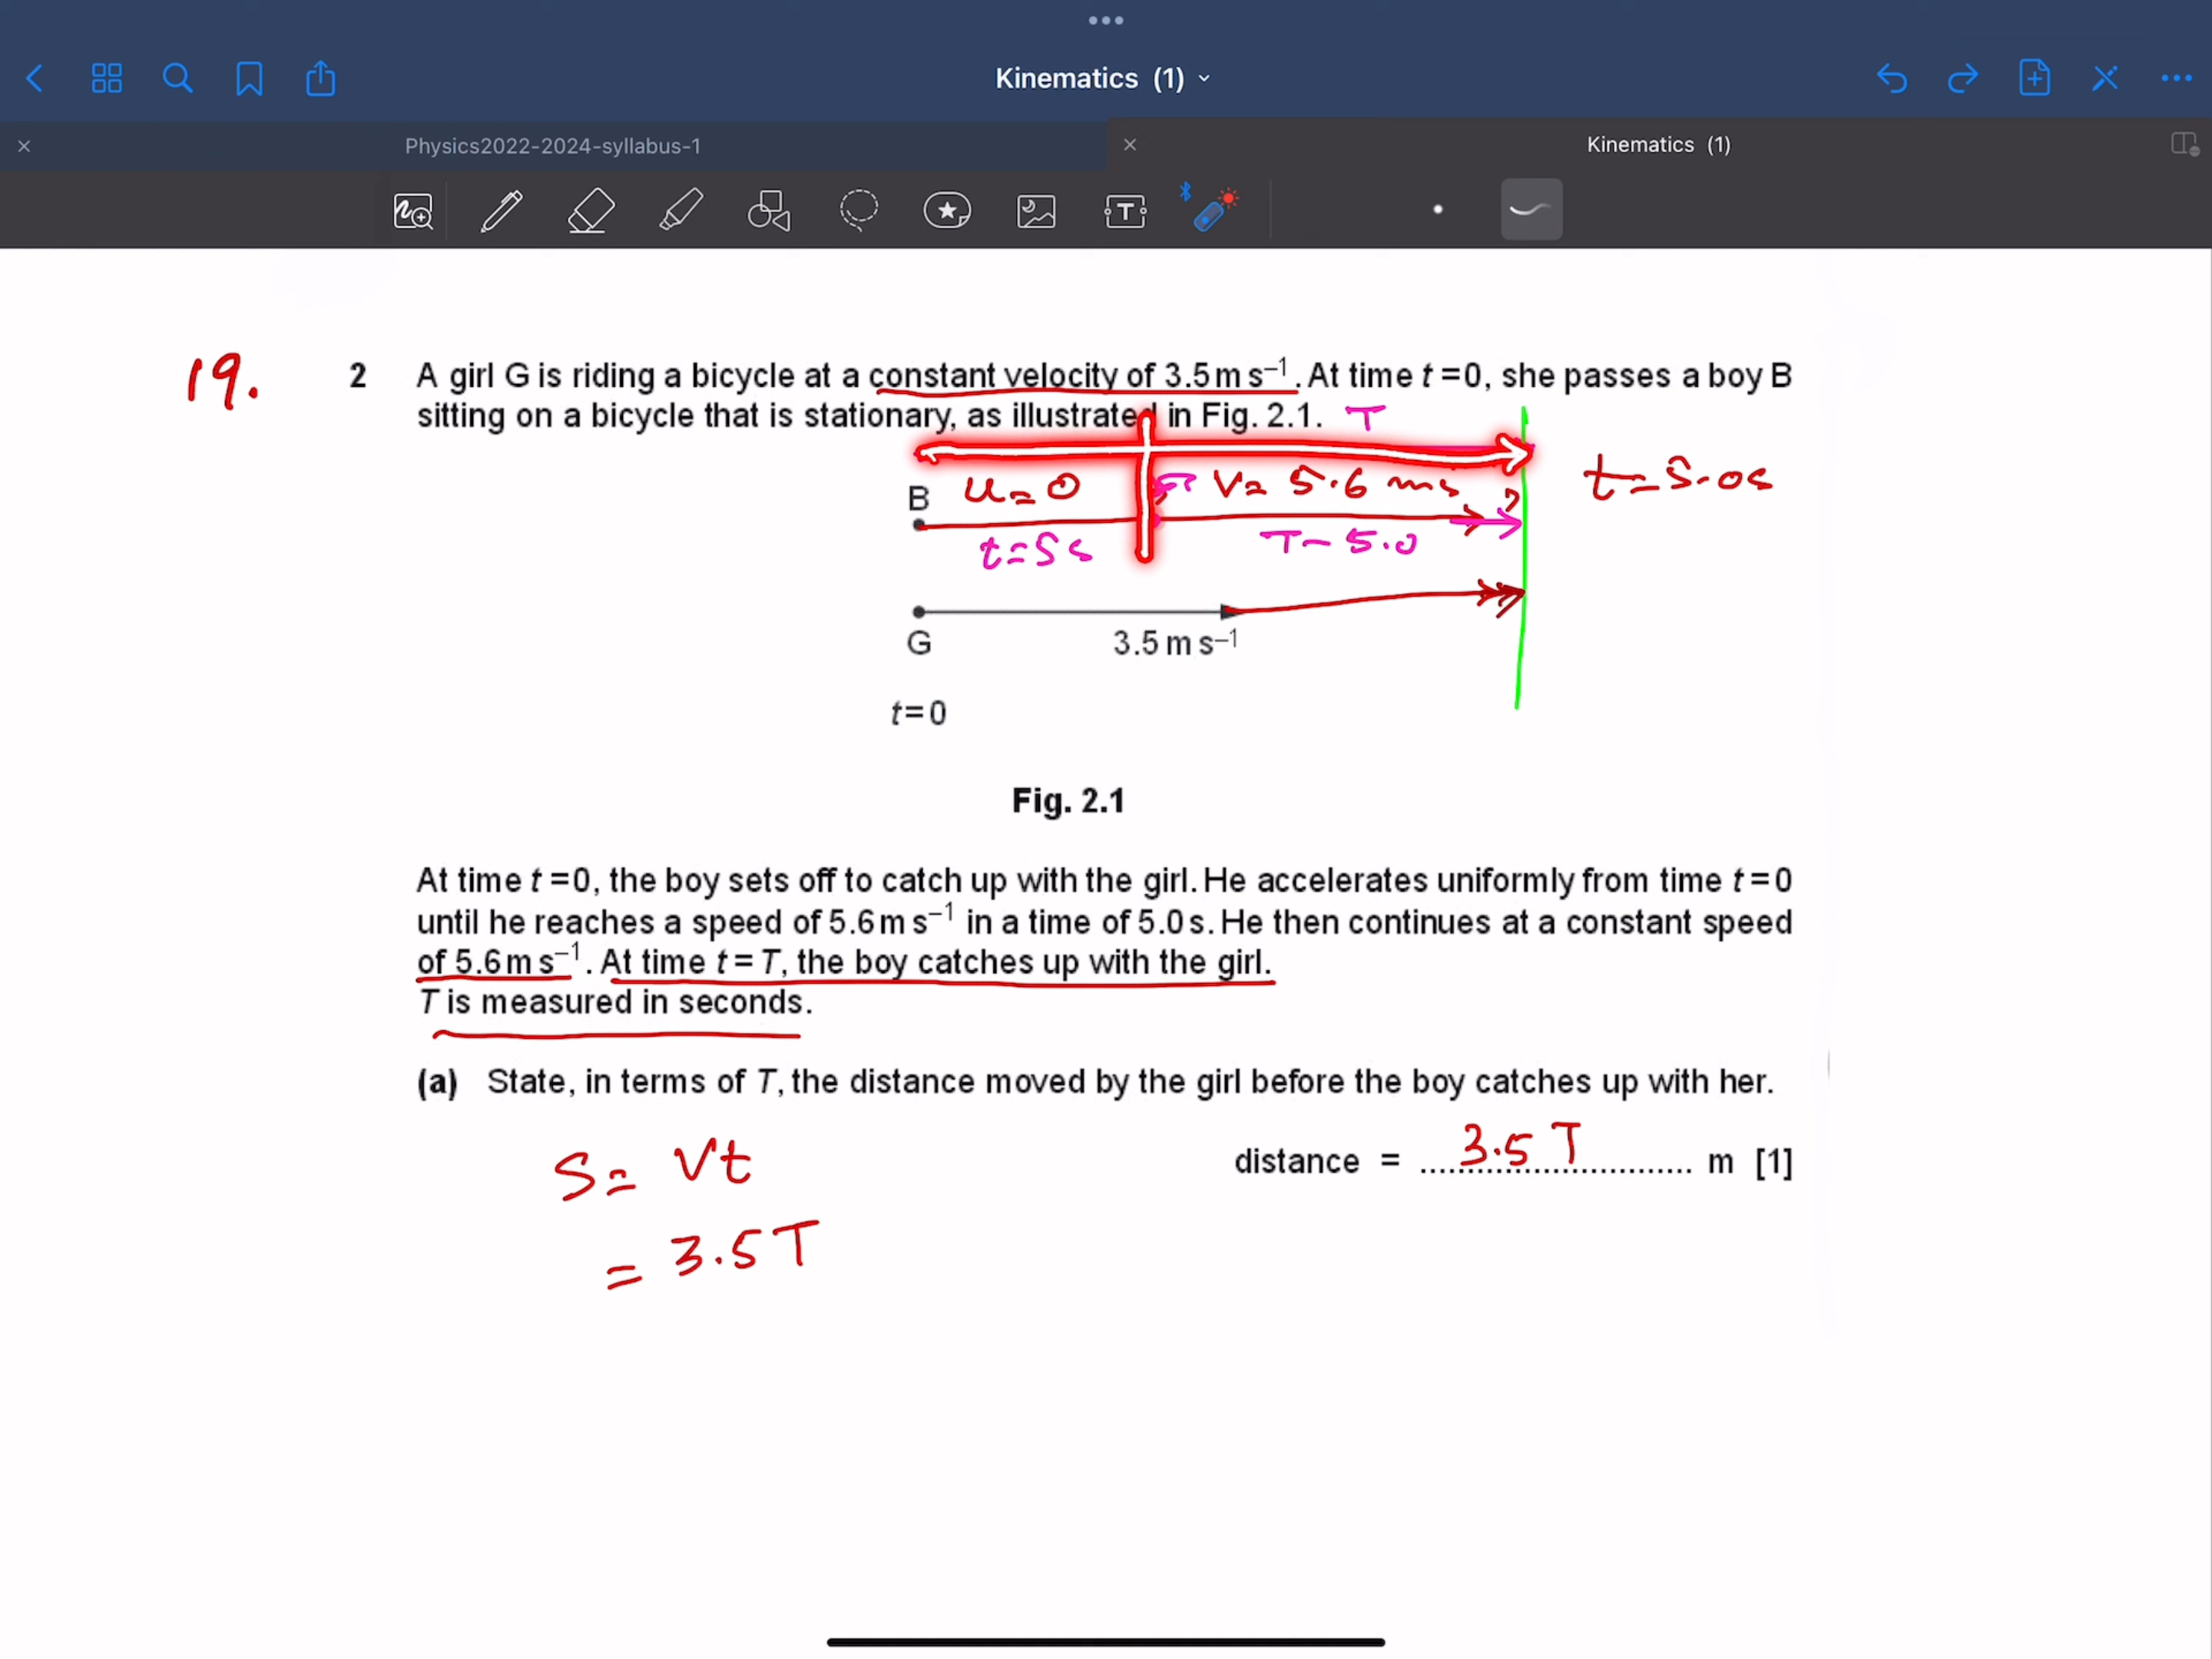 Kinematics (1)
Physics2022-2024-syllabus-1
Kinematics (1)
19.
2 A girl G is riding a bicycle at a constant velocity of 3.5 m s⁻¹. At time t = 0, she passes a boy B
sitting on a bicycle that is stationary, as illustrated in Fig. 2.1.
T
B u = 0 V= 5.6 ms t = 5.0s
t=5s T - 5.0
G 3.5 m s⁻¹
t = 0
Fig. 2.1
At time t = 0, the boy sets off to catch up with the girl. He accelerates uniformly from time t = 0
until he reaches a speed of 5.6 m s⁻¹ in a time of 5.0 s. He then continues at a constant speed
of 5.6 m s⁻¹. At time t = T, the boy catches up with the girl.
T is measured in seconds.
(a) State, in terms of T, the distance moved by the girl before the boy catches up with her.
S = Vt
distance = 3.5 T m [1]
= 3.5 T